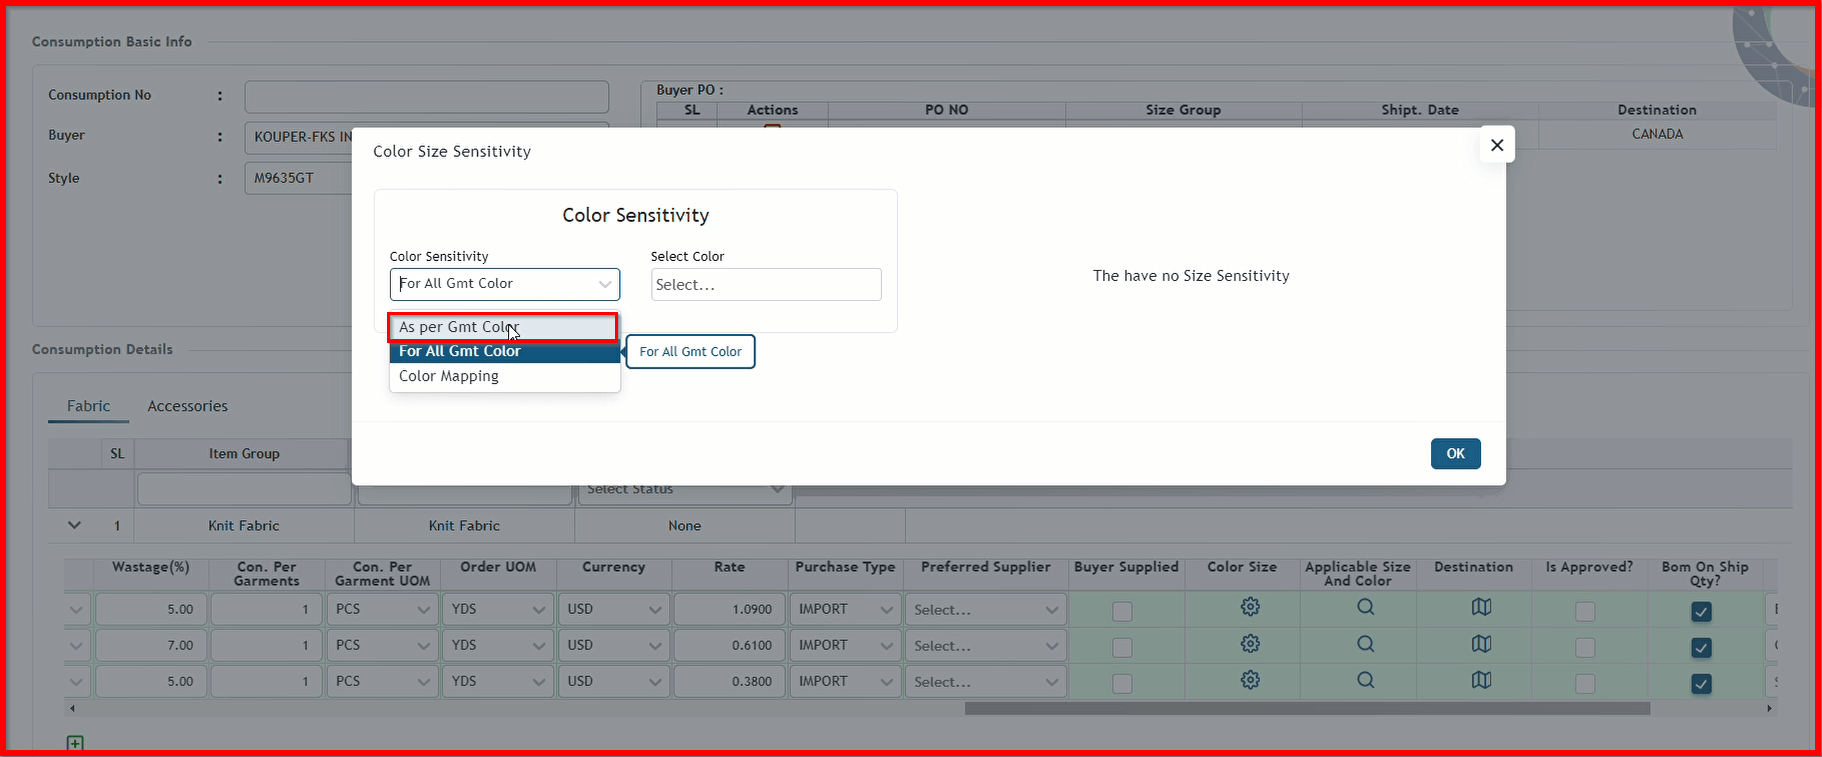 Consumption Basic Info
Consumption No :
Buyer : KOUPER-FKS IN
Style : M9635GT
Buyer PO :
SL Actions PO NO Size Group Shipt. Date Destination
CANADA
Color Size Sensitivity
Color Sensitivity
Color Sensitivity Select Color
For All Gmt Color Select...
The have no Size Sensitivity
As per Gmt Color
For All Gmt Color
For All Gmt Color
Color Mapping
OK
Consumption Details
Fabric Accessories
SL Item Group
Select Status
1 Knit Fabric Knit Fabric None
Wastage(%) Con. Per Garments Con. Per Garment UOM Order UOM Currency Rate Purchase Type Preferred Supplier Buyer Supplied Color Size Applicable Size And Color Destination Is Approved? Bom On Ship Qty?
5.00 1 PCS YDS USD 1.0900 IMPORT Select...
7.00 1 PCS YDS USD 0.6100 IMPORT Select...
5.00 1 PCS YDS USD 0.3800 IMPORT Select...